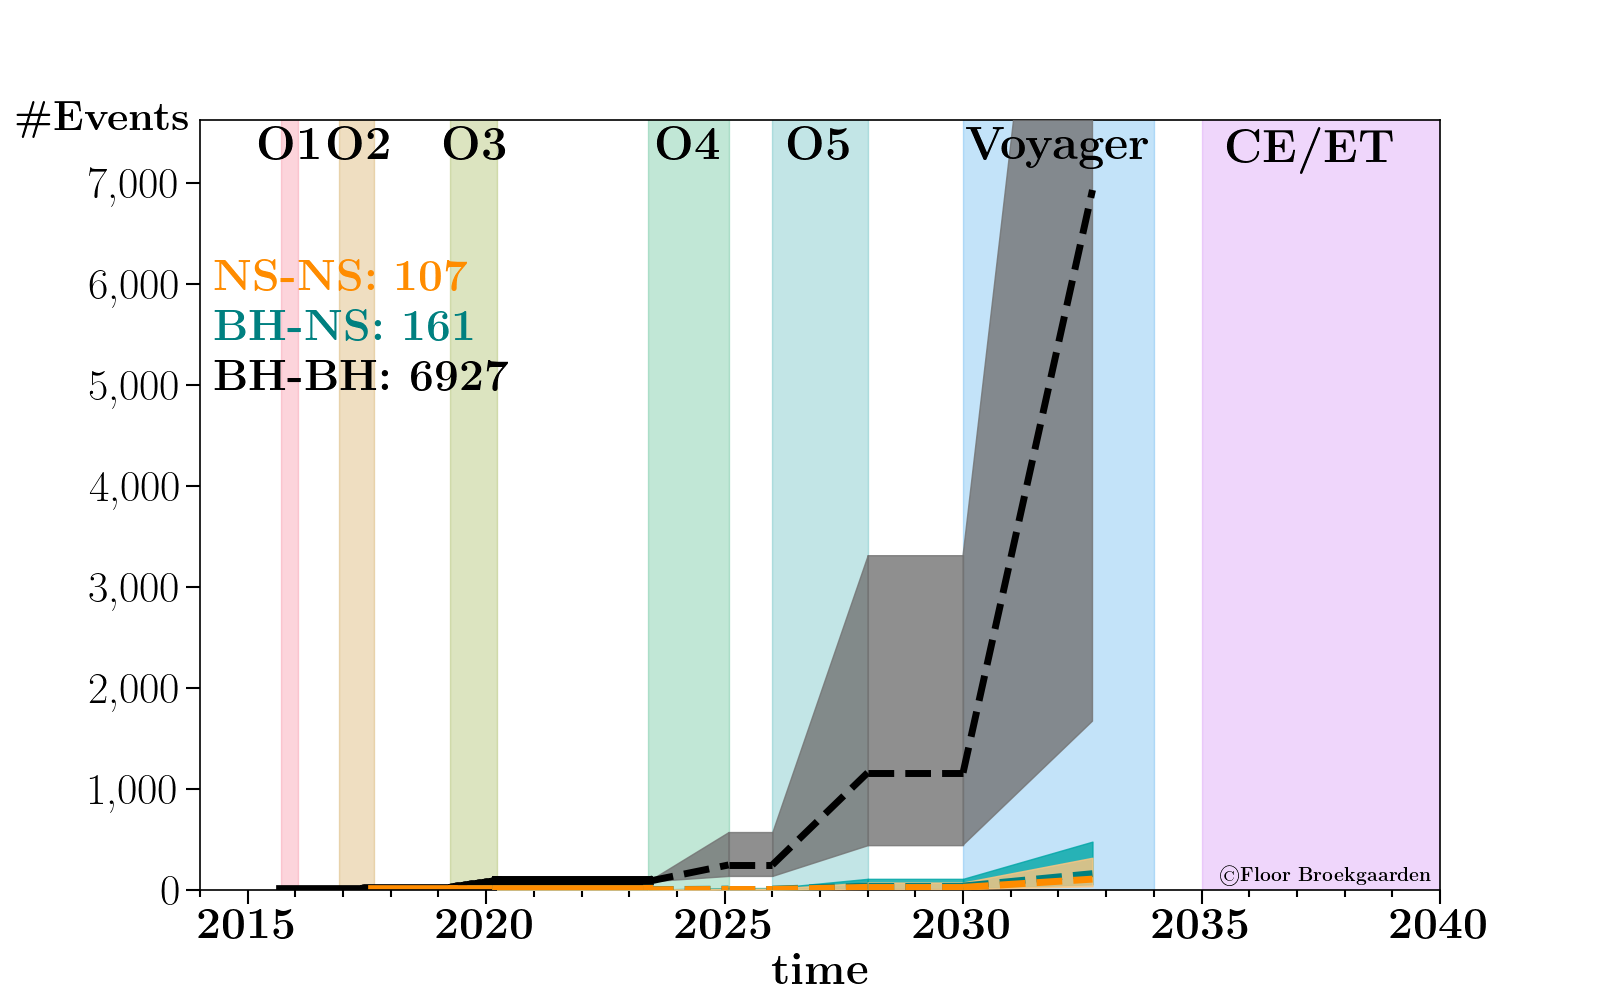 #Events
O1 O2 O3 O4 O5 Voyager CE/ET
7,000
6,000
5,000
4,000
3,000
2,000
1,000
0
NS-NS: 107
BH-NS: 161
BH-BH: 6927
©Floor Broekgaarden
2015 2020 2025 2030 2035 2040
time